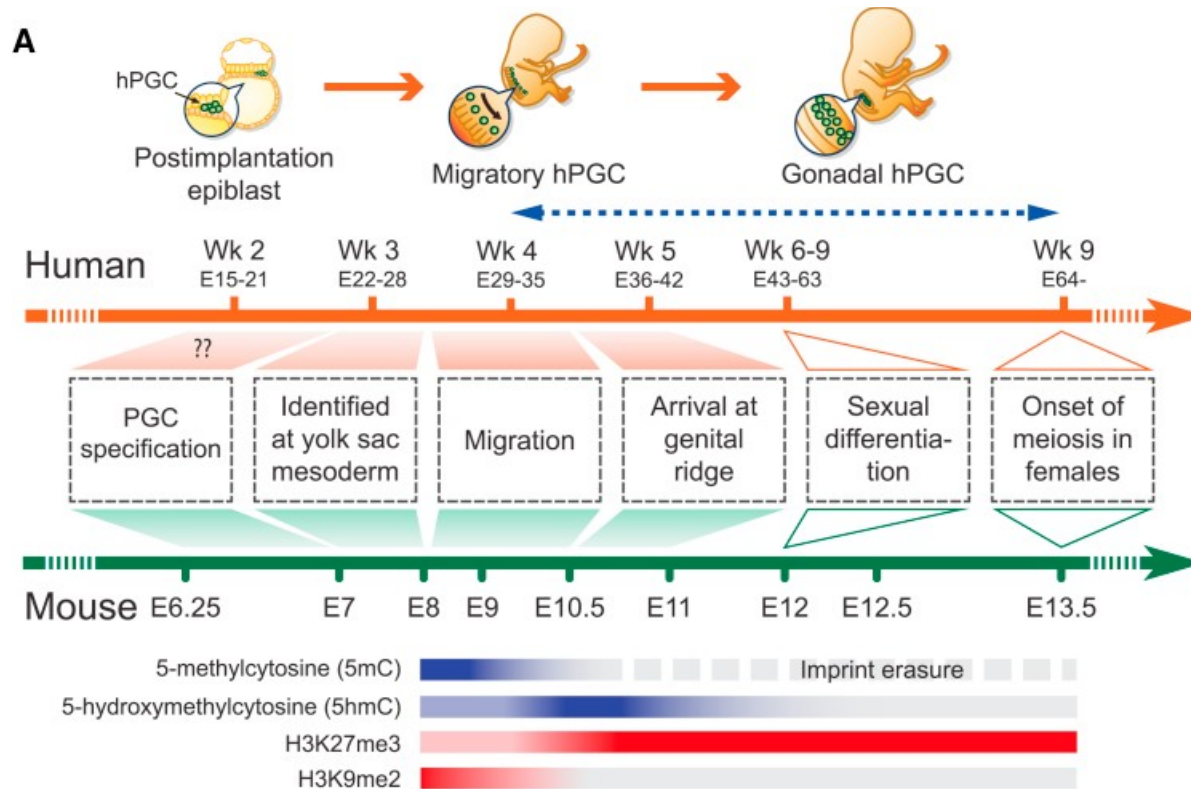 A
hPGC
Postimplantation
epiblast
Migratory hPGC
Gonadal hPGC
Human
Wk 2
E15-21
Wk 3
E22-28
Wk 4
E29-35
Wk 5
E36-42
Wk 6-9
E43-63
Wk 9
E64-
??
PGC
specification
Identified
at yolk sac
mesoderm
Migration
Arrival at
genital
ridge
Sexual
differentia-
tion
Onset of
meiosis in
females
Mouse
E6.25
E7
E8
E9
E10.5
E11
E12
E12.5
E13.5
5-methylcytosine (5mC)
Imprint erasure
5-hydroxymethylcytosine (5hmC)
H3K27me3
H3K9me2